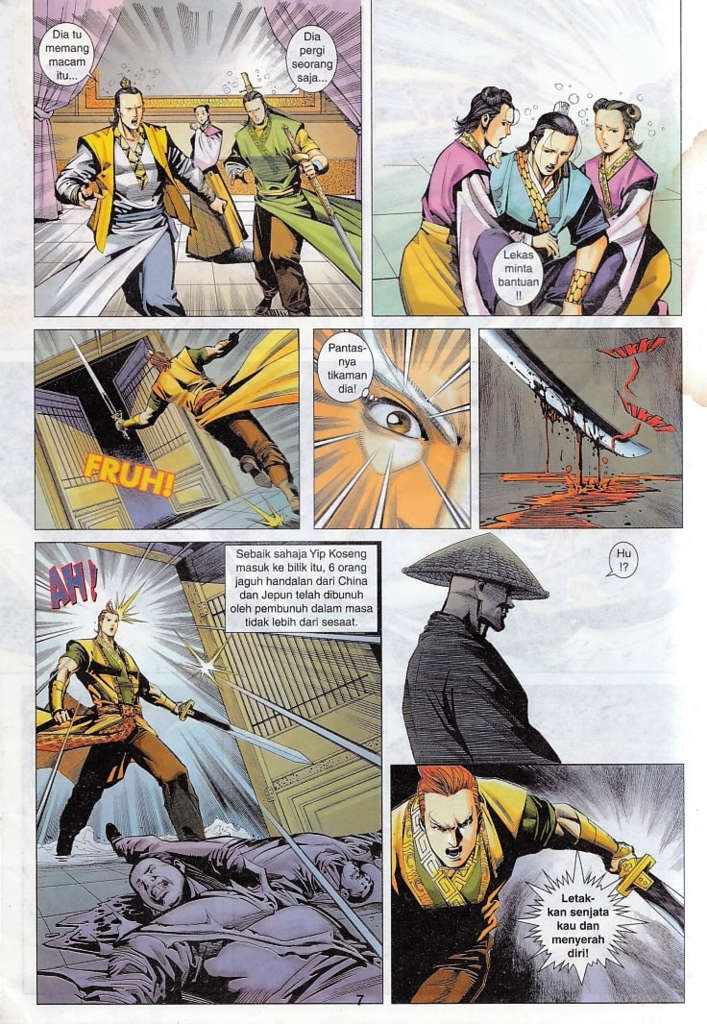 Dia tu
memang
macam
itu...
Dia
pergi
seorang
saja...
Lekas
minta
bantuan
!!
FRUH!
Pantas-
nya
tikaman
dia!
AH!
Sebaik sahaja Yip Koseng
masuk ke bilik itu, 6 orang
jaguh handalan dari China
dan Jepun telah dibunuh
oleh pembunuh dalam masa
tidak lebih dari sesaat.
Hu
!?
Letak-
kan senjata
kau dan
menyerah
diri!
7